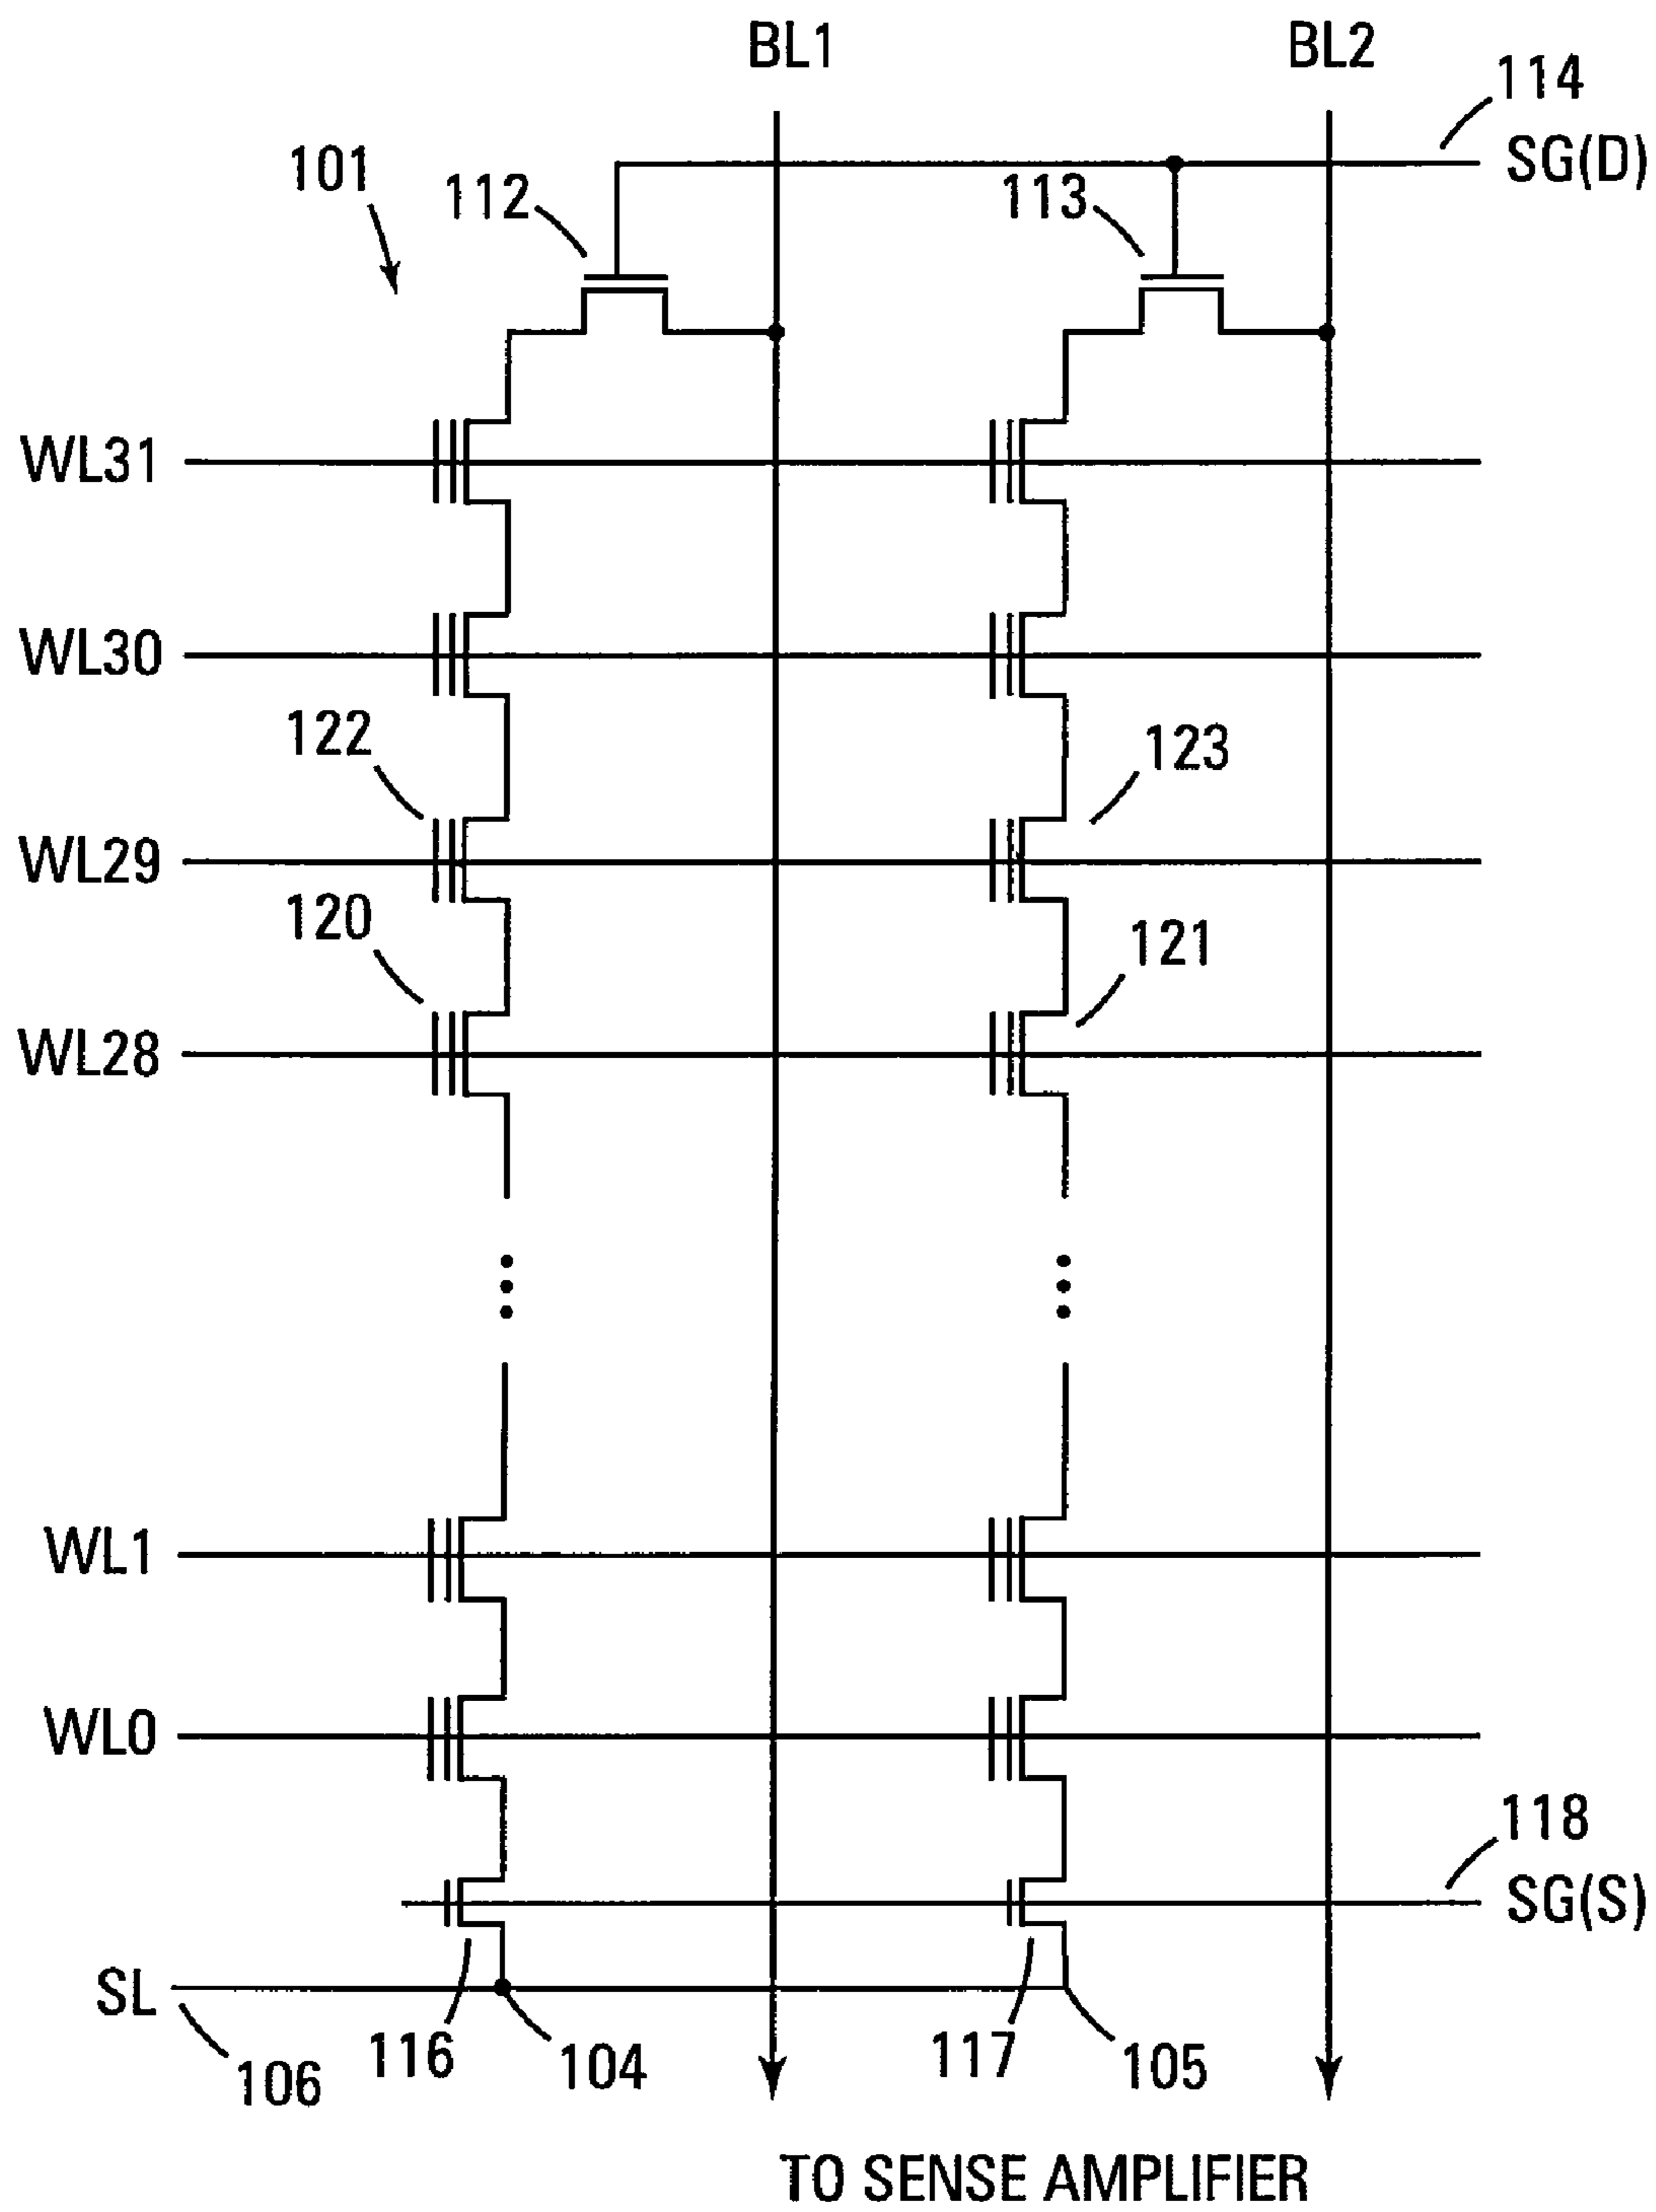 BL1
BL2
114
SG(D)
101
112
113
WL31
WL30
122
123
WL29
120
121
WL28
WL1
WL0
118
SG(S)
SL
106
116
104
117
105
TO SENSE AMPLIFIER